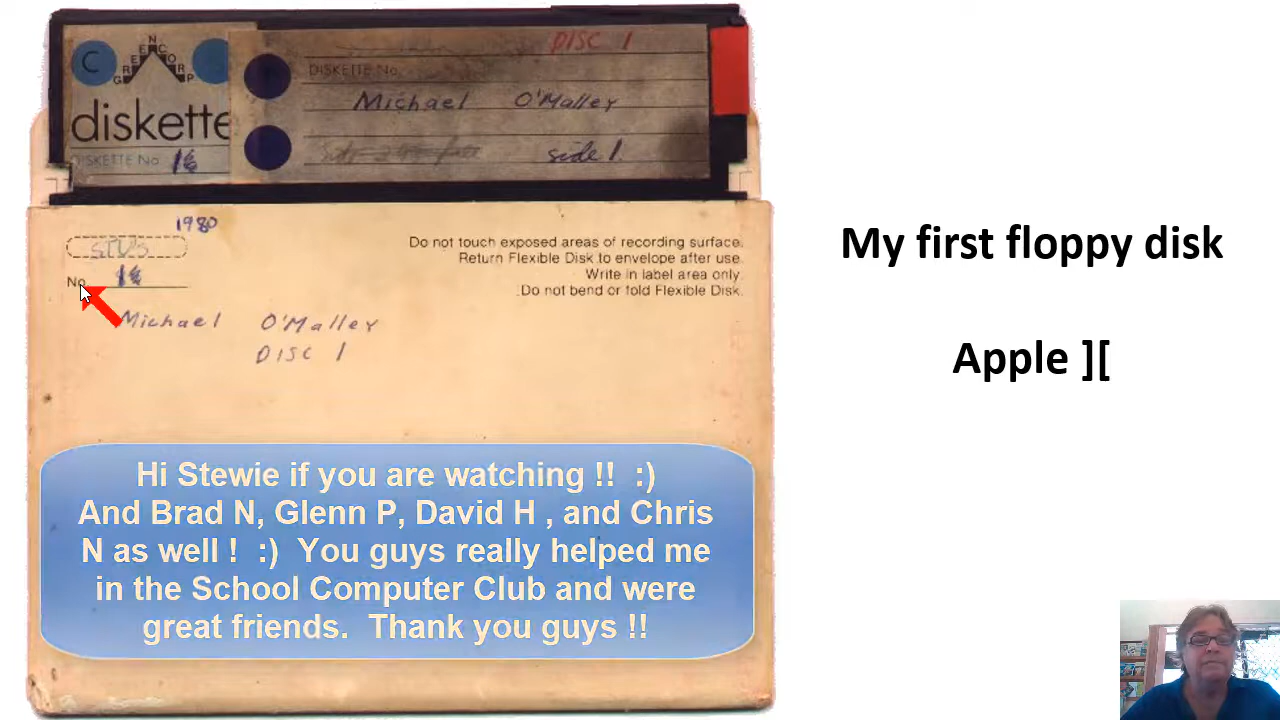 C
GREENCORP
diskette
DISKETTE No 16
DISC 1
DISKETTE No.
Michael O'Malley
side 1
1980
STU'S
No. 16
Do not touch exposed areas of recording surface.
Return Flexible Disk to envelope after use.
Write in label area only.
Do not bend or fold Flexible Disk.
Michael O'Malley
DISC 1
My first floppy disk
Apple ][
Hi Stewie if you are watching !! :)
And Brad N, Glenn P, David H , and Chris
N as well ! :) You guys really helped me
in the School Computer Club and were
great friends. Thank you guys !!